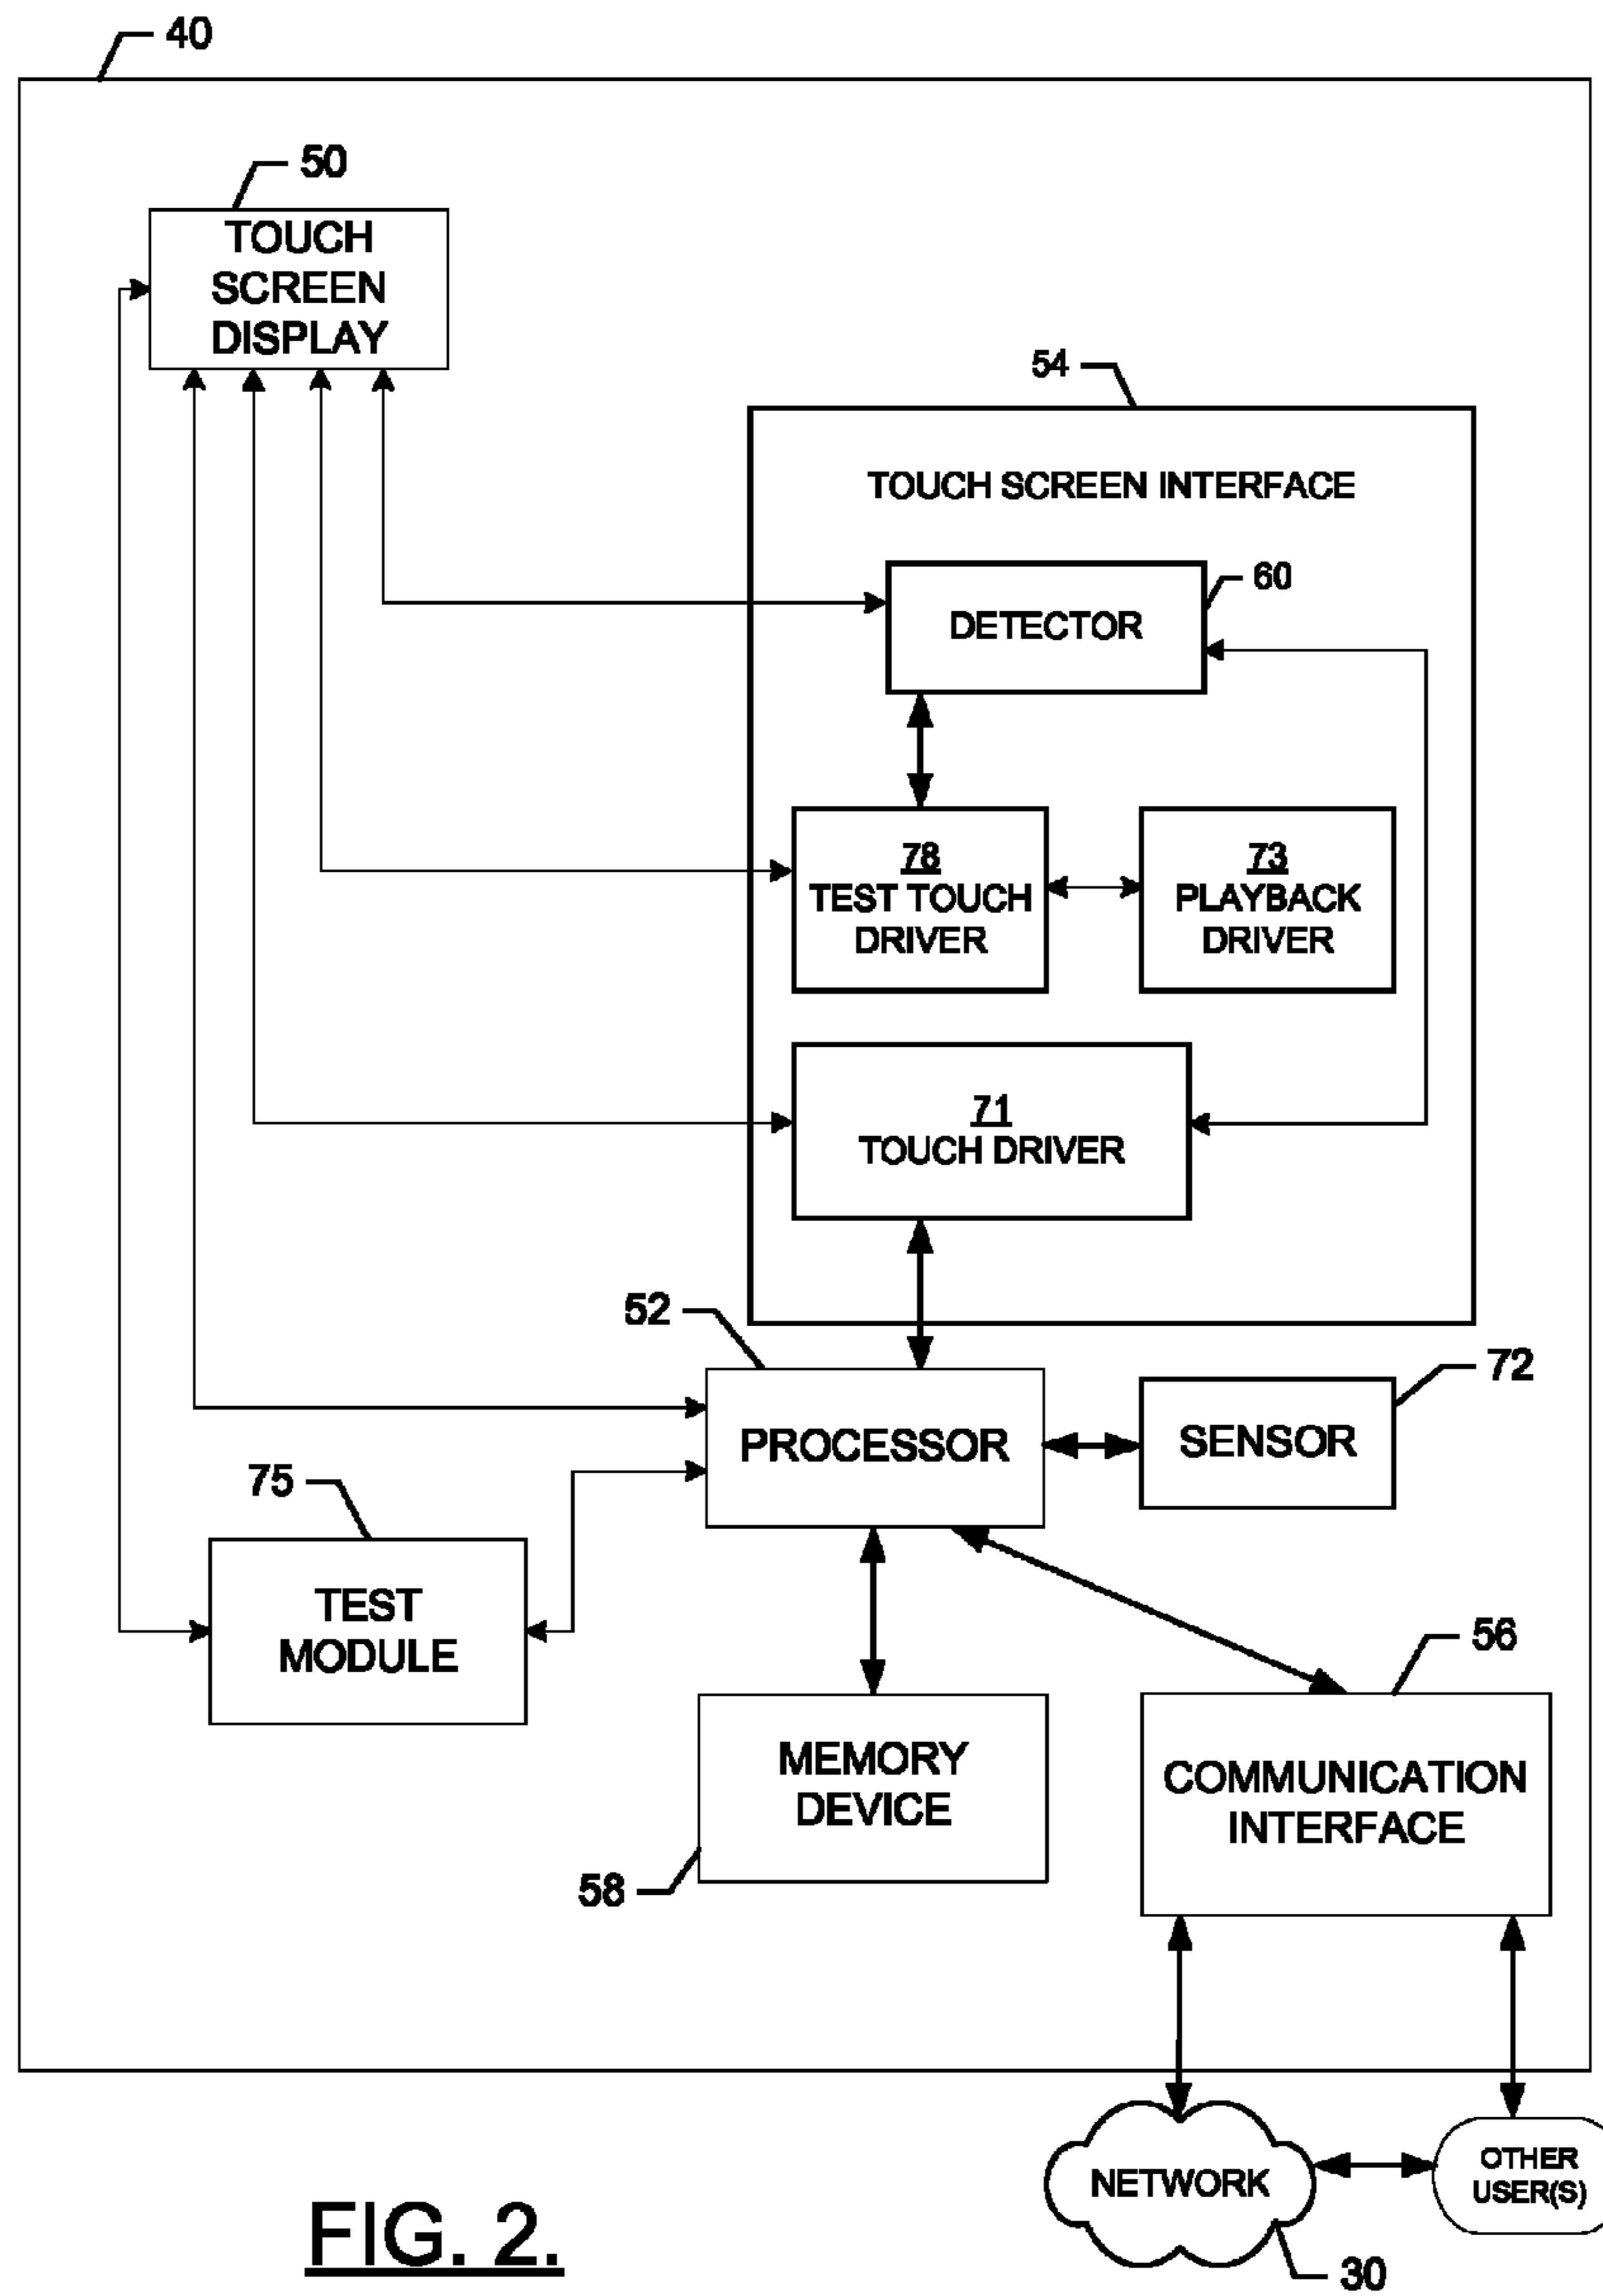 40
50
TOUCH
SCREEN
DISPLAY
54
TOUCH SCREEN INTERFACE
60
DETECTOR
78
TEST TOUCH
DRIVER
73
PLAYBACK
DRIVER
71
TOUCH DRIVER
52
PROCESSOR
72
SENSOR
75
TEST
MODULE
56
MEMORY
DEVICE
58
COMMUNICATION
INTERFACE
NETWORK
OTHER
USER(S)
30
FIG. 2.